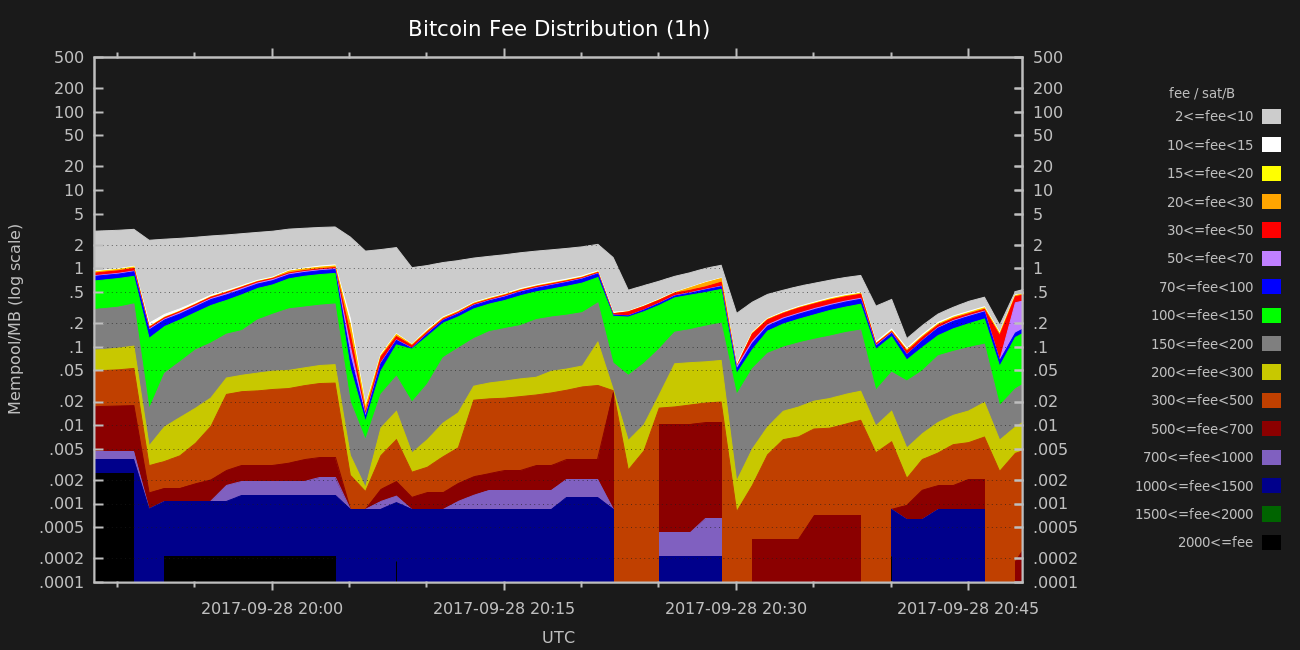 Bitcoin Fee Distribution (1h)
Mempool/MB (log scale)
500
200
100
50
20
10
5
2
1
.5
.2
.1
.05
.02
.01
.005
.002
.001
.0005
.0002
.0001
500
200
100
50
20
10
5
2
1
.5
.2
.1
.05
.02
.01
.005
.002
.001
.0005
.0002
.0001
2017-09-28 20:00 2017-09-28 20:15 2017-09-28 20:30 2017-09-28 20:45
UTC
fee / sat/B
2<=fee<10
10<=fee<15
15<=fee<20
20<=fee<30
30<=fee<50
50<=fee<70
70<=fee<100
100<=fee<150
150<=fee<200
200<=fee<300
300<=fee<500
500<=fee<700
700<=fee<1000
1000<=fee<1500
1500<=fee<2000
2000<=fee